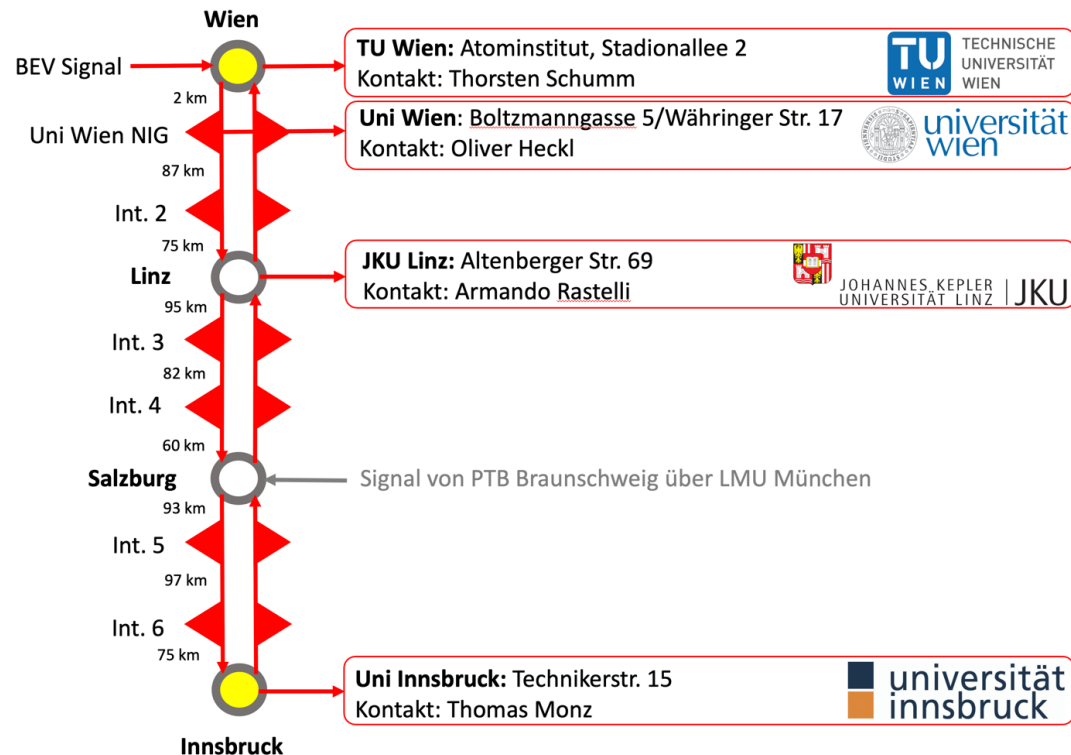 Wien
BEV Signal
TU Wien: Atominstitut, Stadionallee 2
Kontakt: Thorsten Schumm
TU
WIEN
TECHNISCHE
UNIVERSITÄT
WIEN
2 km
Uni Wien NIG
Uni Wien: Boltzmanngasse 5/Währinger Str. 17
Kontakt: Oliver Heckl
universität
wien
87 km
Int. 2
75 km
Linz
JKU Linz: Altenberger Str. 69
Kontakt: Armando Rastelli
JOHANNES KEPLER
UNIVERSITÄT LINZ
JKU
95 km
Int. 3
82 km
Int. 4
60 km
Salzburg
Signal von PTB Braunschweig über LMU München
93 km
Int. 5
97 km
Int. 6
75 km
Uni Innsbruck: Technikerstr. 15
Kontakt: Thomas Monz
universität
innsbruck
Innsbruck